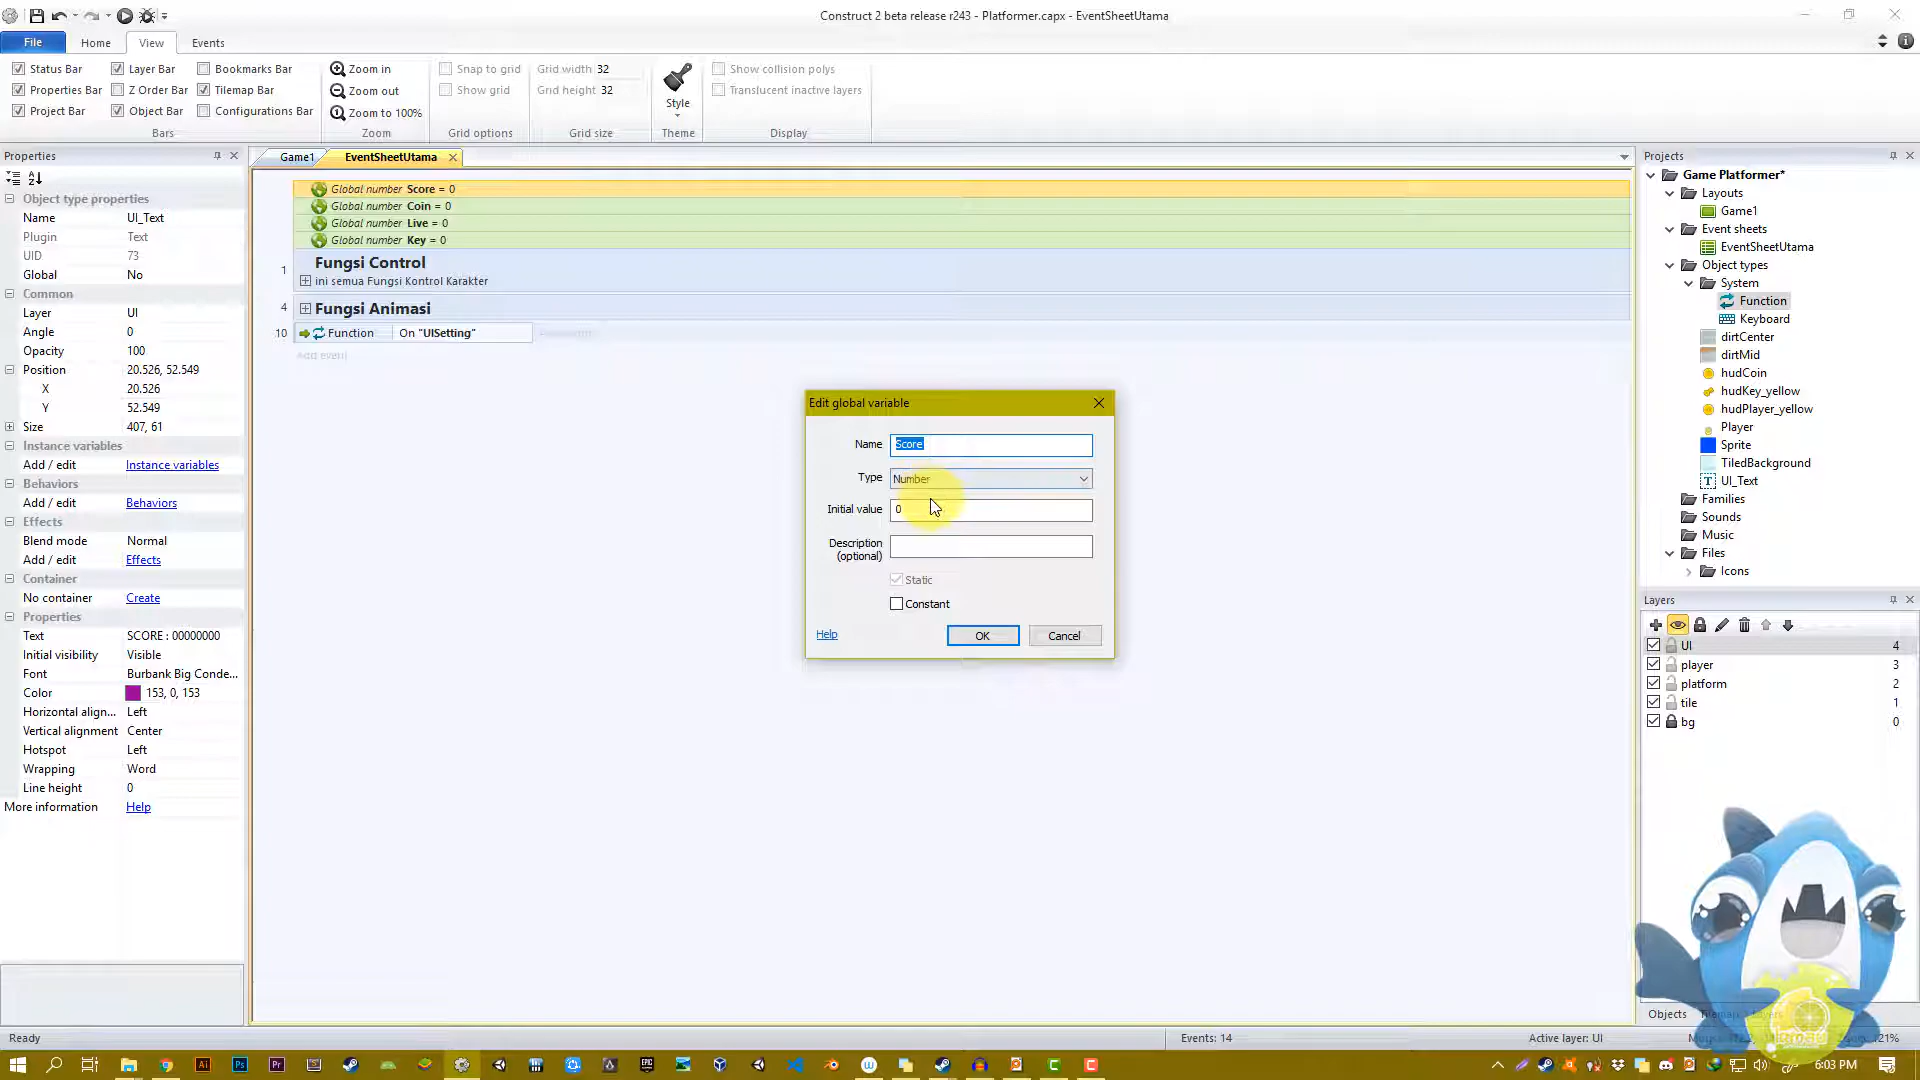 Construct 2 beta release r243 - Platformer.capx - EventSheetUtama
File Home View Events
Status Bar Layer Bar Bookmarks Bar Zoom in Snap to grid Grid width 32 Show collision polys
Properties Bar Z Order Bar Tilemap Bar Zoom out Show grid Grid height 32 Translucent inactive layers
Project Bar Object Bar Configurations Bar Zoom to 100% Style
Bars Zoom Grid options Grid size Theme Display
Properties
Object type properties
Name UI_Text
Plugin Text
UID 73
Global No
Common
Layer UI
Angle 0
Opacity 100
Position 20.526, 52.549
X 20.526
Y 52.549
Size 407, 61
Instance variables
Add / edit Instance variables
Behaviors
Add / edit Behaviors
Effects
Blend mode Normal
Add / edit Effects
Container
No container Create
Properties
Text SCORE : 00000000
Initial visibility Visible
Font Burbank Big Conde...
Color 153, 0, 153
Horizontal align... Left
Vertical alignment Center
Hotspot Left
Wrapping Word
Line height 0
More information Help
Game1 EventSheetUtama
Global number Score = 0
Global number Coin = 0
Global number Live = 0
Global number Key = 0
1 Fungsi Control
ini semua Fungsi Kontrol Karakter
4 Fungsi Animasi
10 Function On "UISetting"
Add event
Edit global variable
Name Score
Type Number
Initial value 0
Description
(optional)
Static
Constant
Help OK Cancel
Projects
Game Platformer*
Layouts
Game1
Event sheets
EventSheetUtama
Object types
System
Function
Keyboard
dirtCenter
dirtMid
hudCoin
hudKey_yellow
hudPlayer_yellow
Player
Sprite
TiledBackground
UI_Text
Families
Sounds
Music
Files
Icons
Layers
UI 4
player 3
platform 2
tile 1
bg 0
Objects
Ready Events: 14 Active layer: UI
6:03 PM